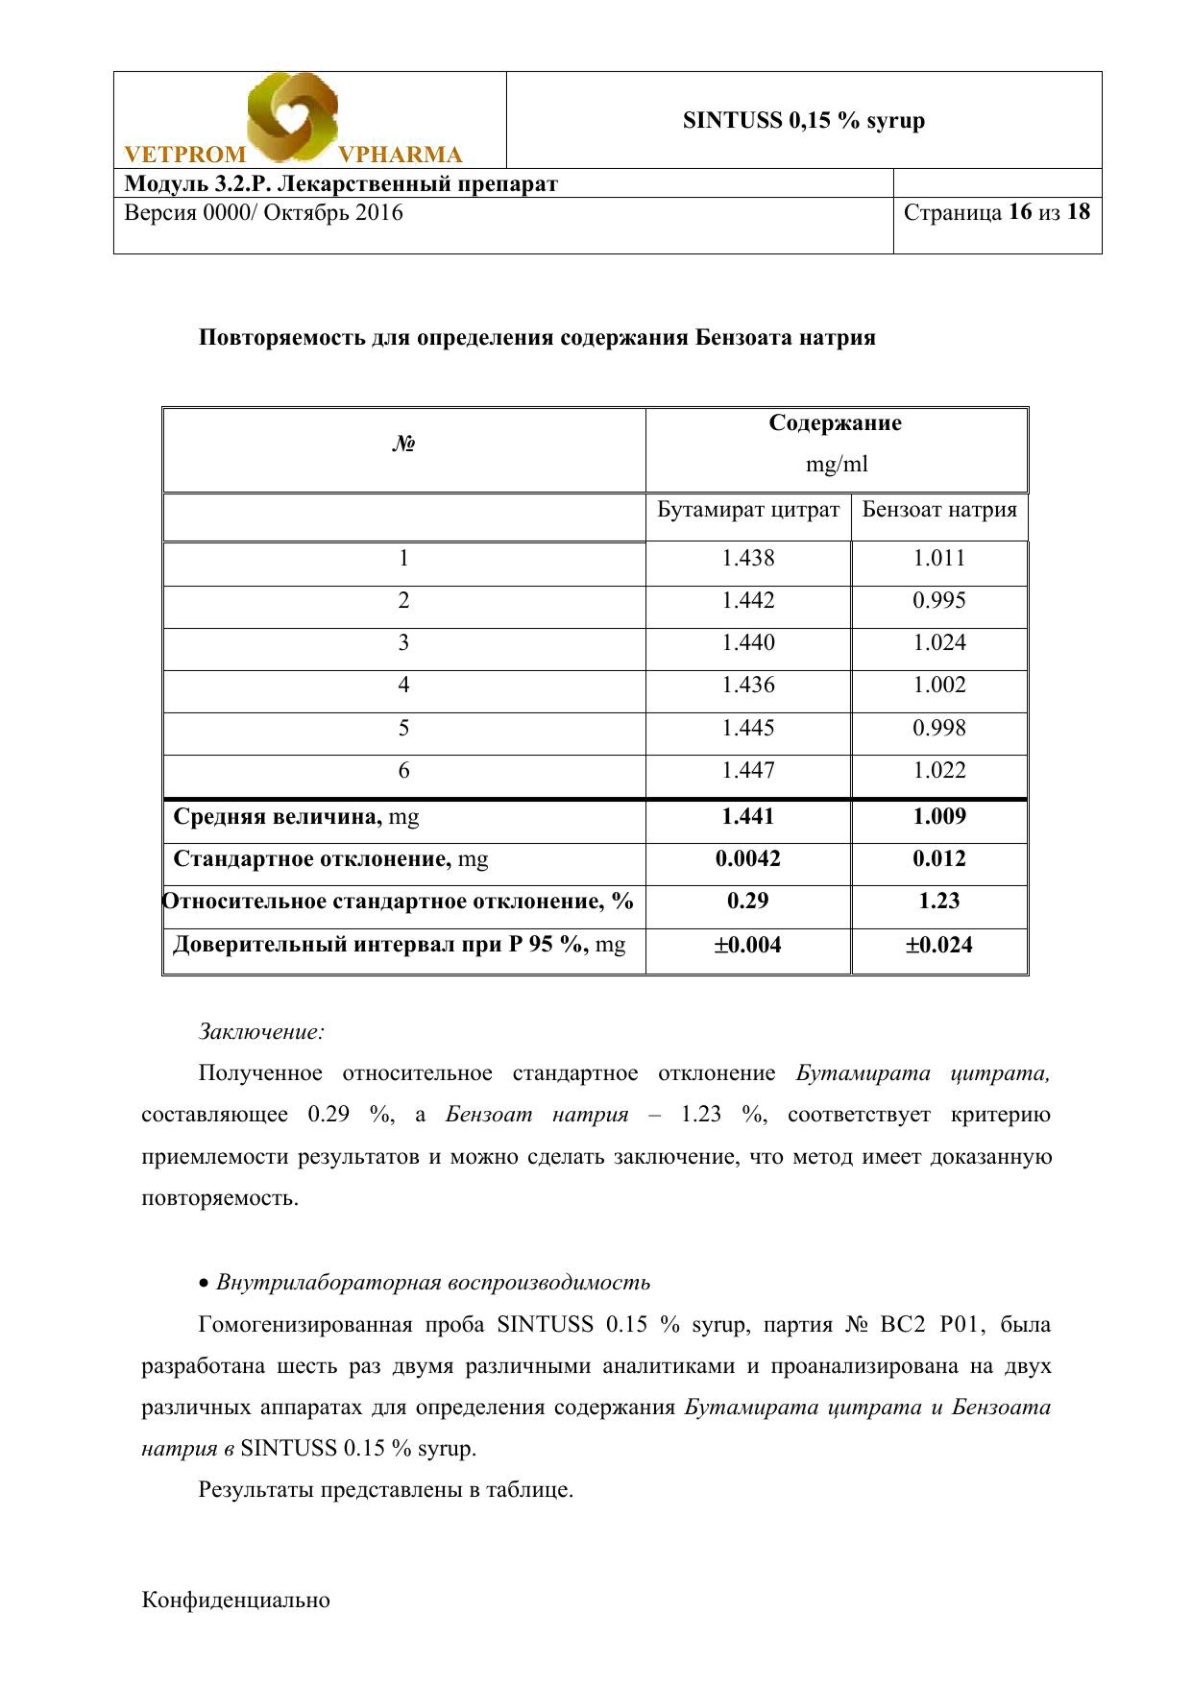 VETPROM VPHARMA
SINTUSS 0,15 % syrup
Модуль 3.2.Р. Лекарственный препарат
Версия 0000/ Октябрь 2016
Страница 16 из 18
Повторяемость для определения содержания Бензоата натрия
№
Содержание
mg/ml
Бутамират цитрат Бензоат натрия
1 1.438 1.011
2 1.442 0.995
3 1.440 1.024
4 1.436 1.002
5 1.445 0.998
6 1.447 1.022
Средняя величина, mg 1.441 1.009
Стандартное отклонение, mg 0.0042 0.012
Относительное стандартное отклонение, % 0.29 1.23
Доверительный интервал при Р 95 %, mg ±0.004 ±0.024
Заключение:
Полученное относительное стандартное отклонение Бутамирата цитрата,
составляющее 0.29 %, а Бензоат натрия – 1.23 %, соответствует критерию
приемлемости результатов и можно сделать заключение, что метод имеет доказанную
повторяемость.
• Внутрилабораторная воспроизводимость
Гомогенизированная проба SINTUSS 0.15 % syrup, партия № BC2 P01, была
разработана шесть раз двумя различными аналитиками и проанализирована на двух
различных аппаратах для определения содержания Бутамирата цитрата и Бензоата
натрия в SINTUSS 0.15 % syrup.
Результаты представлены в таблице.
Конфиденциально